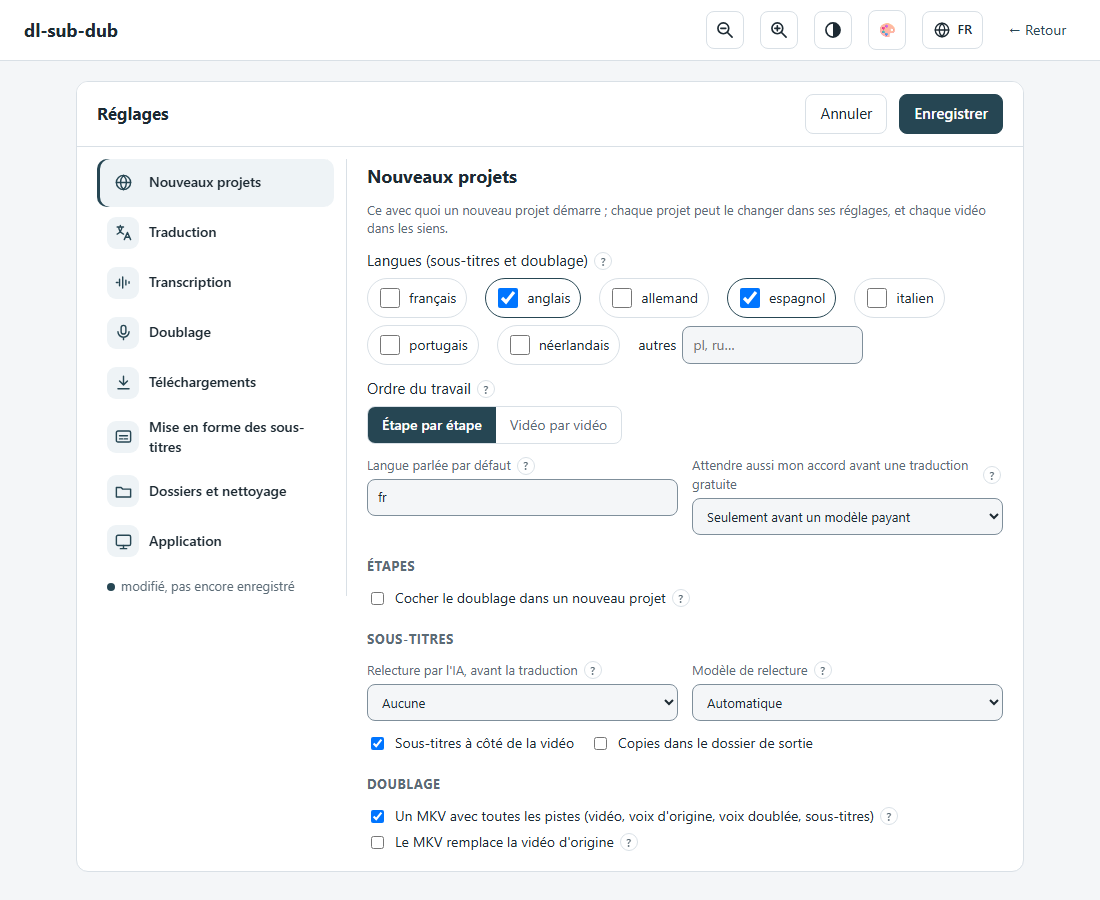 dl-sub-dub
FR
← Retour
Réglages
Annuler
Enregistrer
Nouveaux projets
Traduction
Transcription
Doublage
Téléchargements
Mise en forme des sous-
titres
Dossiers et nettoyage
Application
modifié, pas encore enregistré
Nouveaux projets
Ce avec quoi un nouveau projet démarre ; chaque projet peut le changer dans ses réglages, et chaque vidéo
dans les siens.
Langues (sous-titres et doublage) ?
français
anglais
allemand
espagnol
italien
portugais
néerlandais
autres
pl, ru...
Ordre du travail ?
Étape par étape
Vidéo par vidéo
Langue parlée par défaut ?
fr
Attendre aussi mon accord avant une traduction
gratuite ?
Seulement avant un modèle payant
ÉTAPES
Cocher le doublage dans un nouveau projet ?
SOUS-TITRES
Relecture par l'IA, avant la traduction ?
Aucune
Modèle de relecture ?
Automatique
Sous-titres à côté de la vidéo
Copies dans le dossier de sortie
DOUBLAGE
Un MKV avec toutes les pistes (vidéo, voix d'origine, voix doublée, sous-titres) ?
Le MKV remplace la vidéo d'origine ?